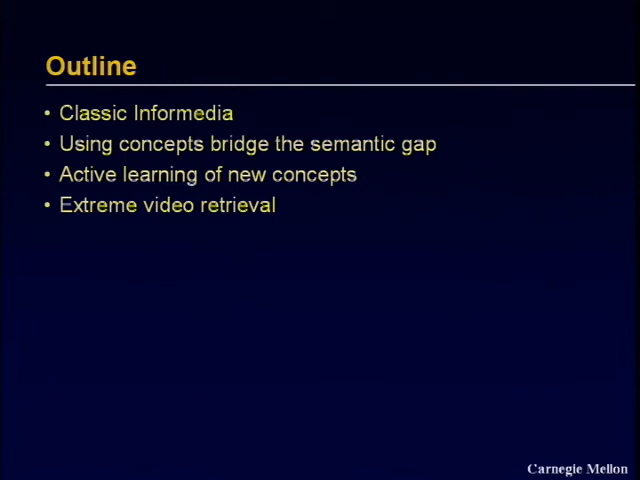 Outline
• Classic Informedia
• Using concepts bridge the semantic gap
• Active learning of new concepts
• Extreme video retrieval
Carnegie Mellon